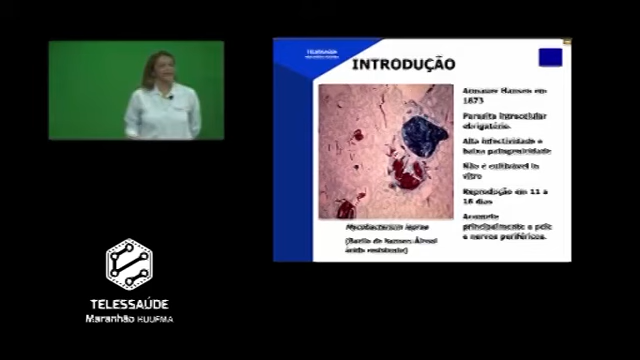 TELESSAÚDE
INTRODUÇÃO
Armauer Hansen em
1873
Parasita intracelular
obrigatório.
Alta infectividade e
baixa patogenicidade
Não é cultivável in
vitro
Reprodução em 11 a
16 dias
Acomete
principalmente a pele
e nervos periféricos.
Mycobacterium leprae
(Bacilo de Hansen-Álcool
ácido resistente)
TELESSAÚDE
Maranhão HUUFMA